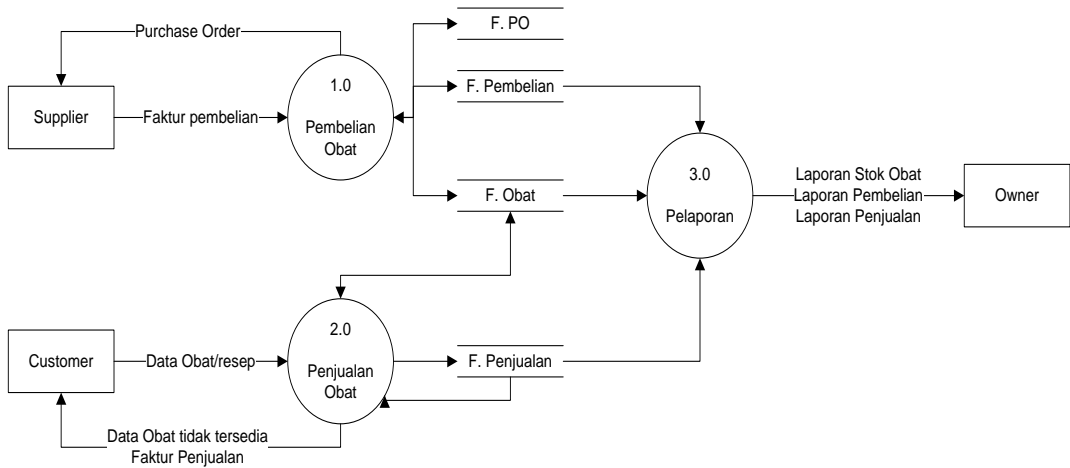 Purchase Order
F. PO
Supplier
Faktur pembelian
1.0
Pembelian
Obat
F. Pembelian
F. Obat
3.0
Pelaporan
Laporan Stok Obat
Laporan Pembelian
Laporan Penjualan
Owner
Customer
Data Obat/resep
2.0
Penjualan
Obat
F. Penjualan
Data Obat tidak tersedia
Faktur Penjualan